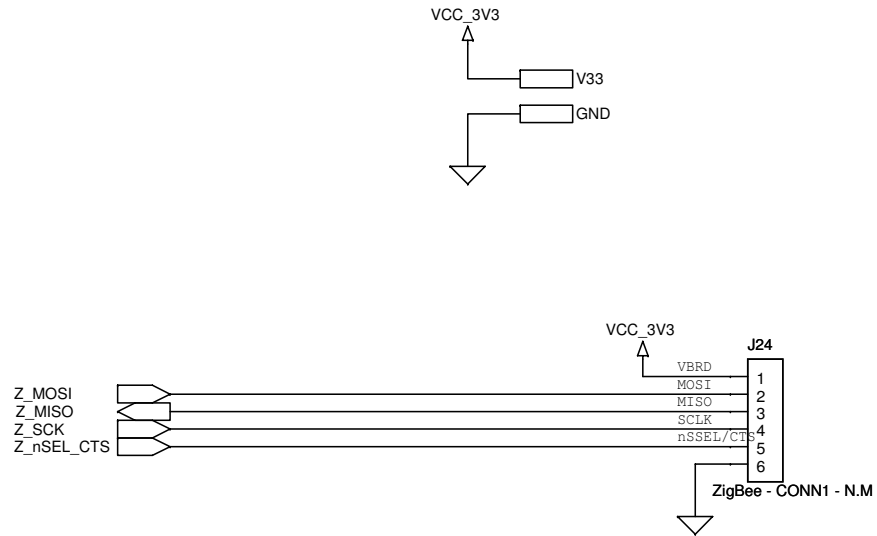 VCC_3V3
V33
GND
VCC_3V3
J24
VBRD
1
Z_MOSI
MOSI
2
Z_MISO
MISO
3
Z_SCK
SCLK
4
Z_nSEL_CTS
nSSEL/CTS
5
6
ZigBee - CONN1 - N.M